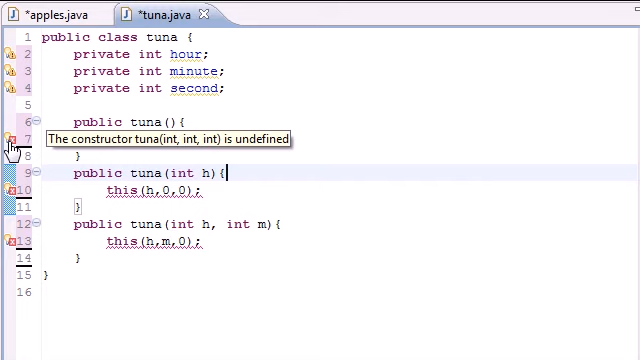 *apples.java *tuna.java
1 public class tuna {
2 private int hour;
3 private int minute;
4 private int second;
5
6 public tuna(){
7 The constructor tuna(int, int, int) is undefined
8 }
9 public tuna(int h){
10 this(h,0,0);
11 }
12 public tuna(int h, int m){
13 this(h,m,0);
14 }
15 }
16